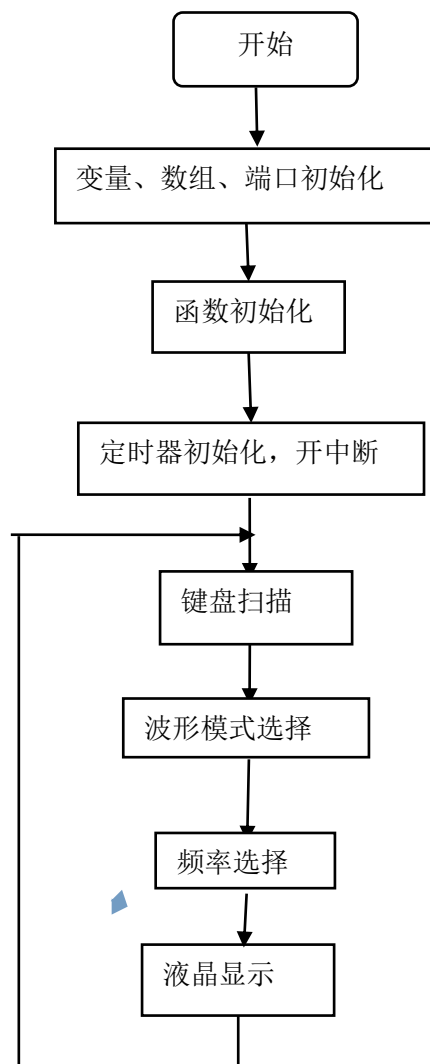 开始
变量、数组、端口初始化
函数初始化
定时器初始化，开中断
键盘扫描
波形模式选择
频率选择
液晶显示